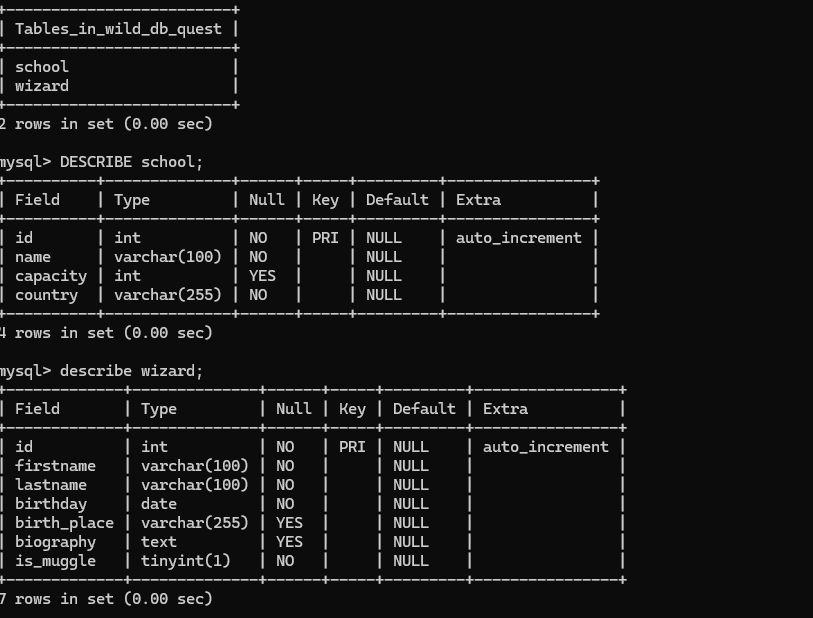 +-------------------------+
| Tables_in_wild_db_quest |
+-------------------------+
| school                  |
| wizard                  |
+-------------------------+
2 rows in set (0.00 sec)
mysql> DESCRIBE school;
+----------+--------------+------+-----+---------+----------------+
| Field    | Type         | Null | Key | Default | Extra          |
+----------+--------------+------+-----+---------+----------------+
| id       | int          | NO   | PRI | NULL    | auto_increment |
| name     | varchar(100) | NO   |     | NULL    |                |
| capacity | int          | YES  |     | NULL    |                |
| country  | varchar(255) | NO   |     | NULL    |                |
+----------+--------------+------+-----+---------+----------------+
4 rows in set (0.00 sec)
mysql> describe wizard;
+-------------+--------------+------+-----+---------+----------------+
| Field       | Type         | Null | Key | Default | Extra          |
+-------------+--------------+------+-----+---------+----------------+
| id          | int          | NO   | PRI | NULL    | auto_increment |
| firstname   | varchar(100) | NO   |     | NULL    |                |
| lastname    | varchar(100) | NO   |     | NULL    |                |
| birthday    | date         | NO   |     | NULL    |                |
| birth_place | varchar(255) | YES  |     | NULL    |                |
| biography   | text         | YES  |     | NULL    |                |
| is_muggle   | tinyint(1)   | NO   |     | NULL    |                |
+-------------+--------------+------+-----+---------+----------------+
7 rows in set (0.00 sec)